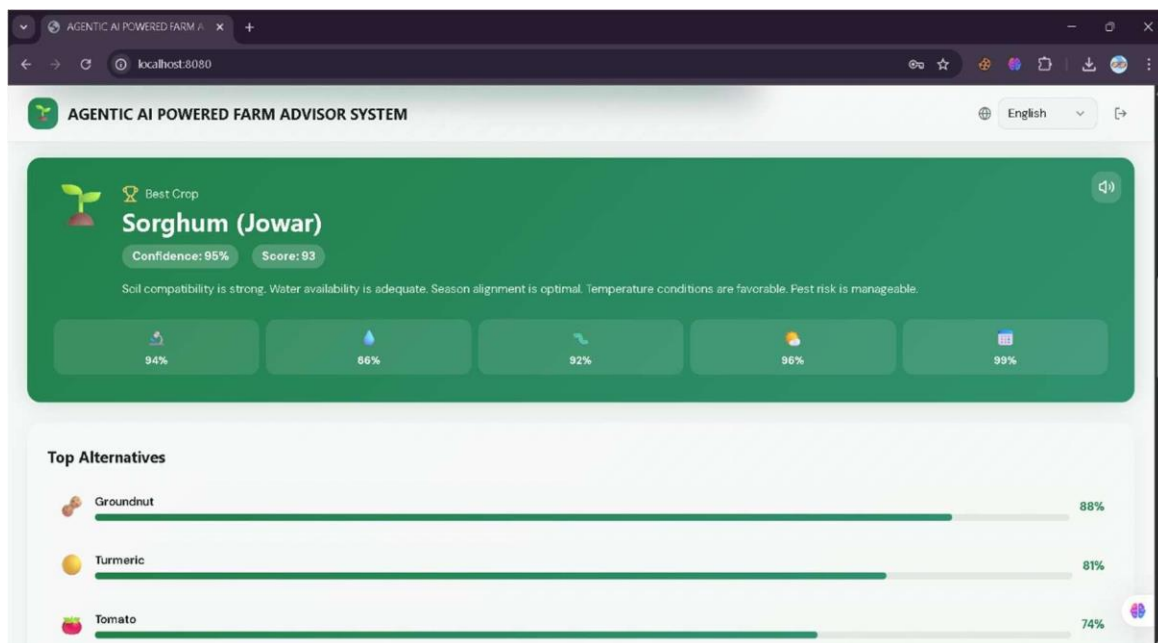 AGENTIC AI POWERED FARM A
localhost:8080
AGENTIC AI POWERED FARM ADVISOR SYSTEM
English
Best Crop
Sorghum (Jowar)
Confidence: 95% Score: 93
Soil compatibility is strong. Water availability is adequate. Season alignment is optimal. Temperature conditions are favorable. Pest risk is manageable.
94% 86% 92% 96% 99%
Top Alternatives
Groundnut 88%
Turmeric 81%
Tomato 74%